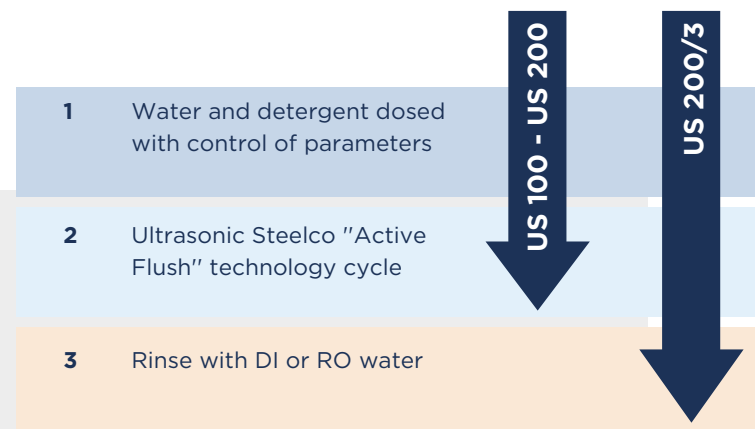 US 100 - US 200
US 200/3
1 Water and detergent dosed
with control of parameters
2 Ultrasonic Steelco "Active
Flush" technology cycle
3 Rinse with DI or RO water